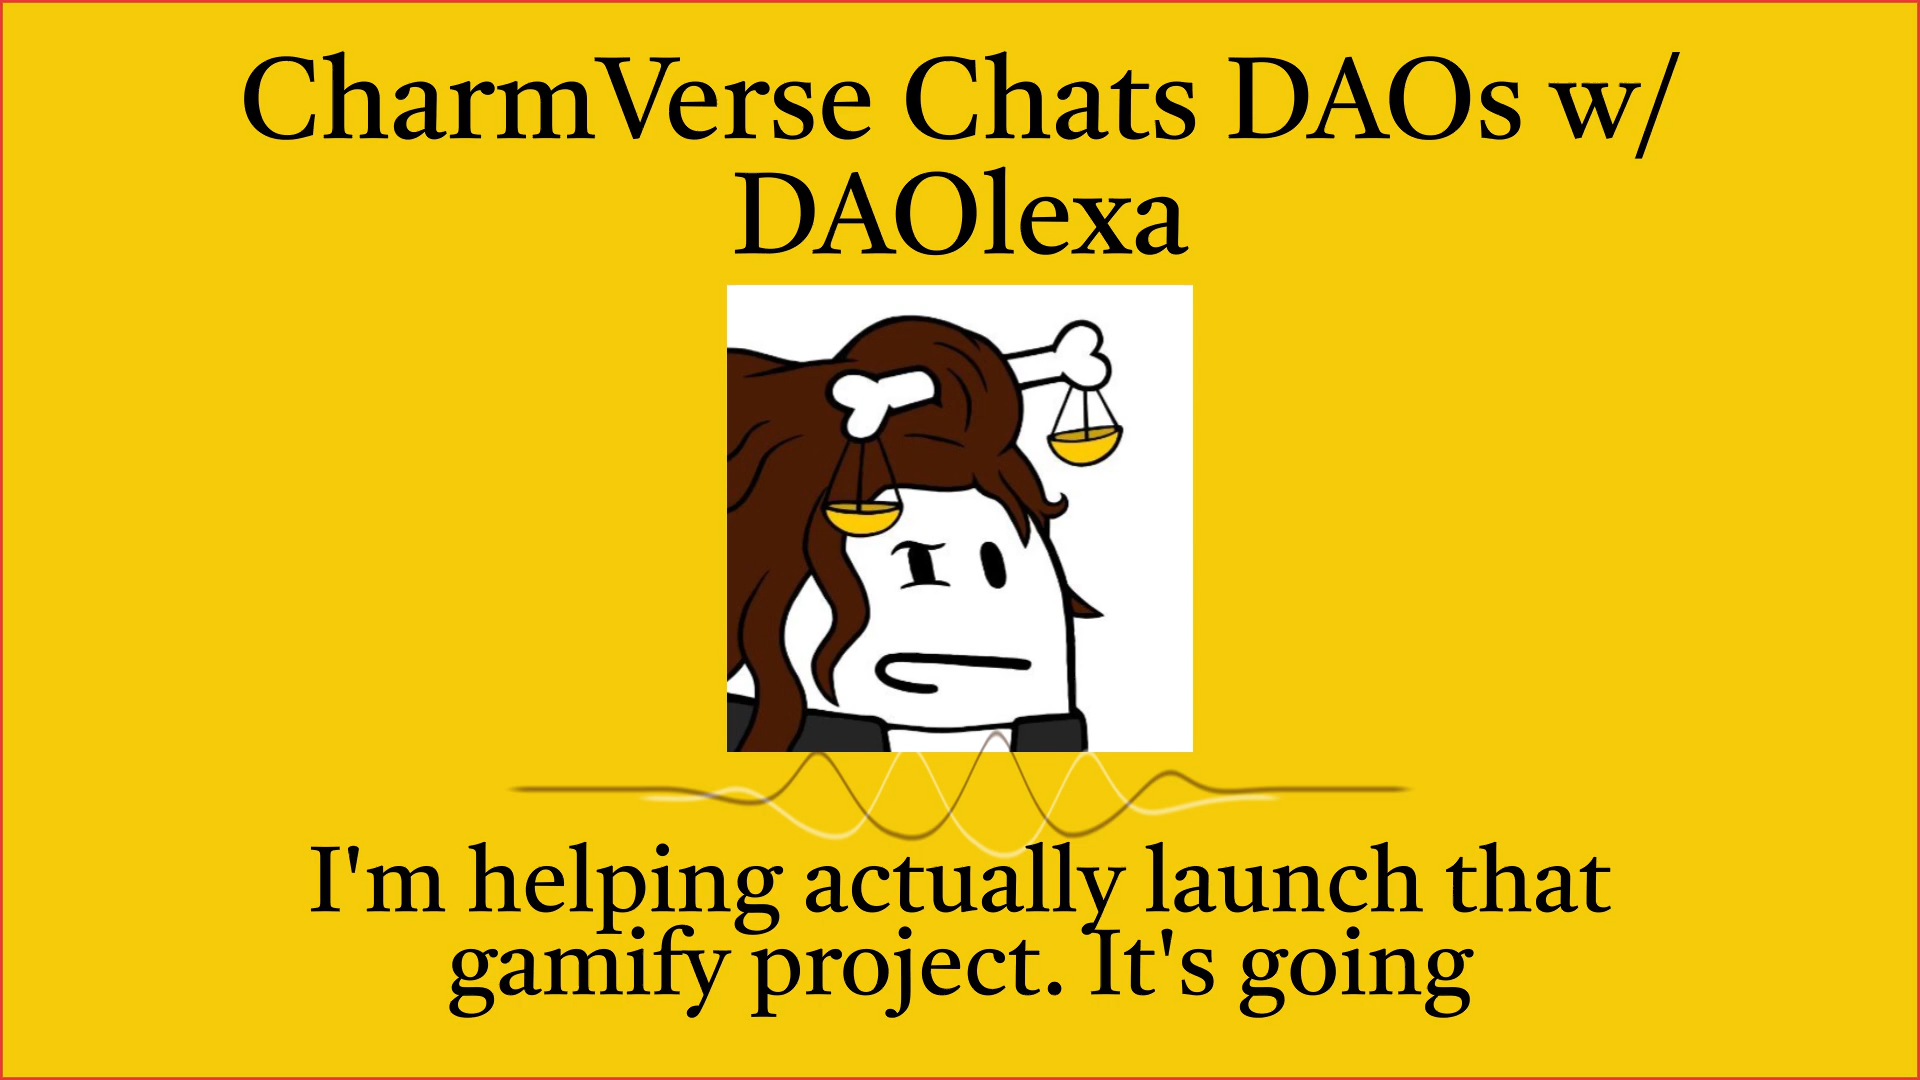 CharmVerse Chats DAOs w/
DAOlexa
I'm helping actually launch that
gamify project. It's going